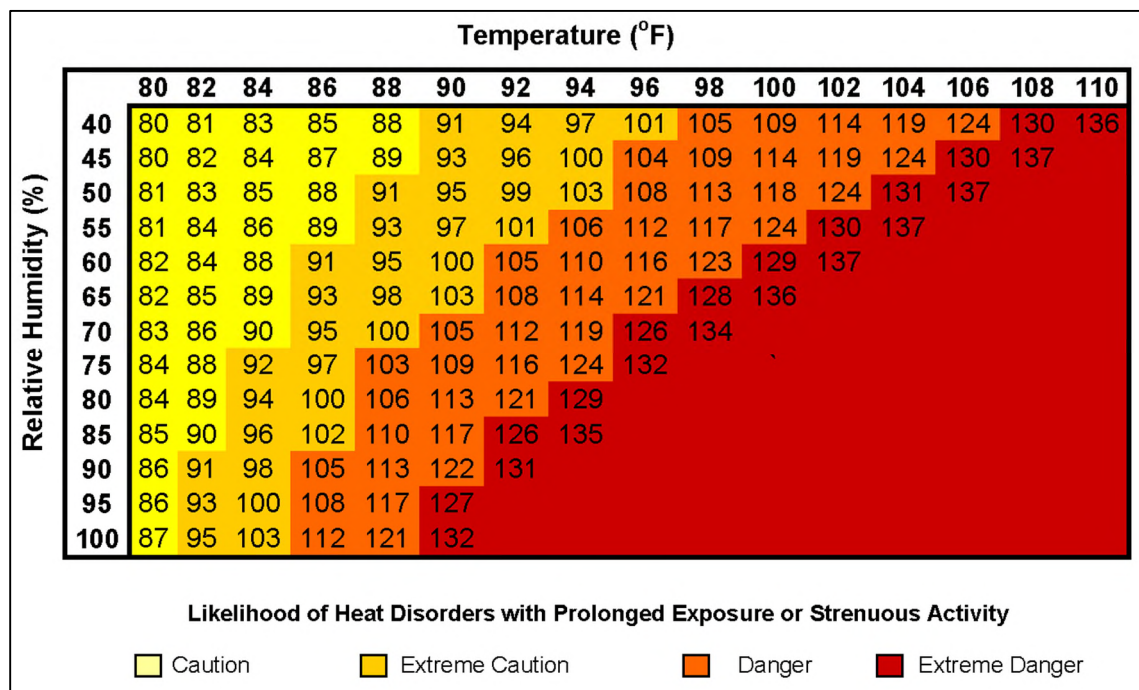 Temperature (°F)
80 82 84 86 88 90 92 94 96 98 100 102 104 106 108 110
Relative Humidity (%)
40 80 81 83 85 88 91 94 97 101 105 109 114 119 124 130 136
45 80 82 84 87 89 93 96 100 104 109 114 119 124 130 137
50 81 83 85 88 91 95 99 103 108 113 118 124 131 137
55 81 84 86 89 93 97 101 106 112 117 124 130 137
60 82 84 88 91 95 100 105 110 116 123 129 137
65 82 85 89 93 98 103 108 114 121 128 136
70 83 86 90 95 100 105 112 119 126 134
75 84 88 92 97 103 109 116 124 132 `
80 84 89 94 100 106 113 121 129
85 85 90 96 102 110 117 126 135
90 86 91 98 105 113 122 131
95 86 93 100 108 117 127
100 87 95 103 112 121 132
Likelihood of Heat Disorders with Prolonged Exposure or Strenuous Activity
Caution Extreme Caution Danger Extreme Danger